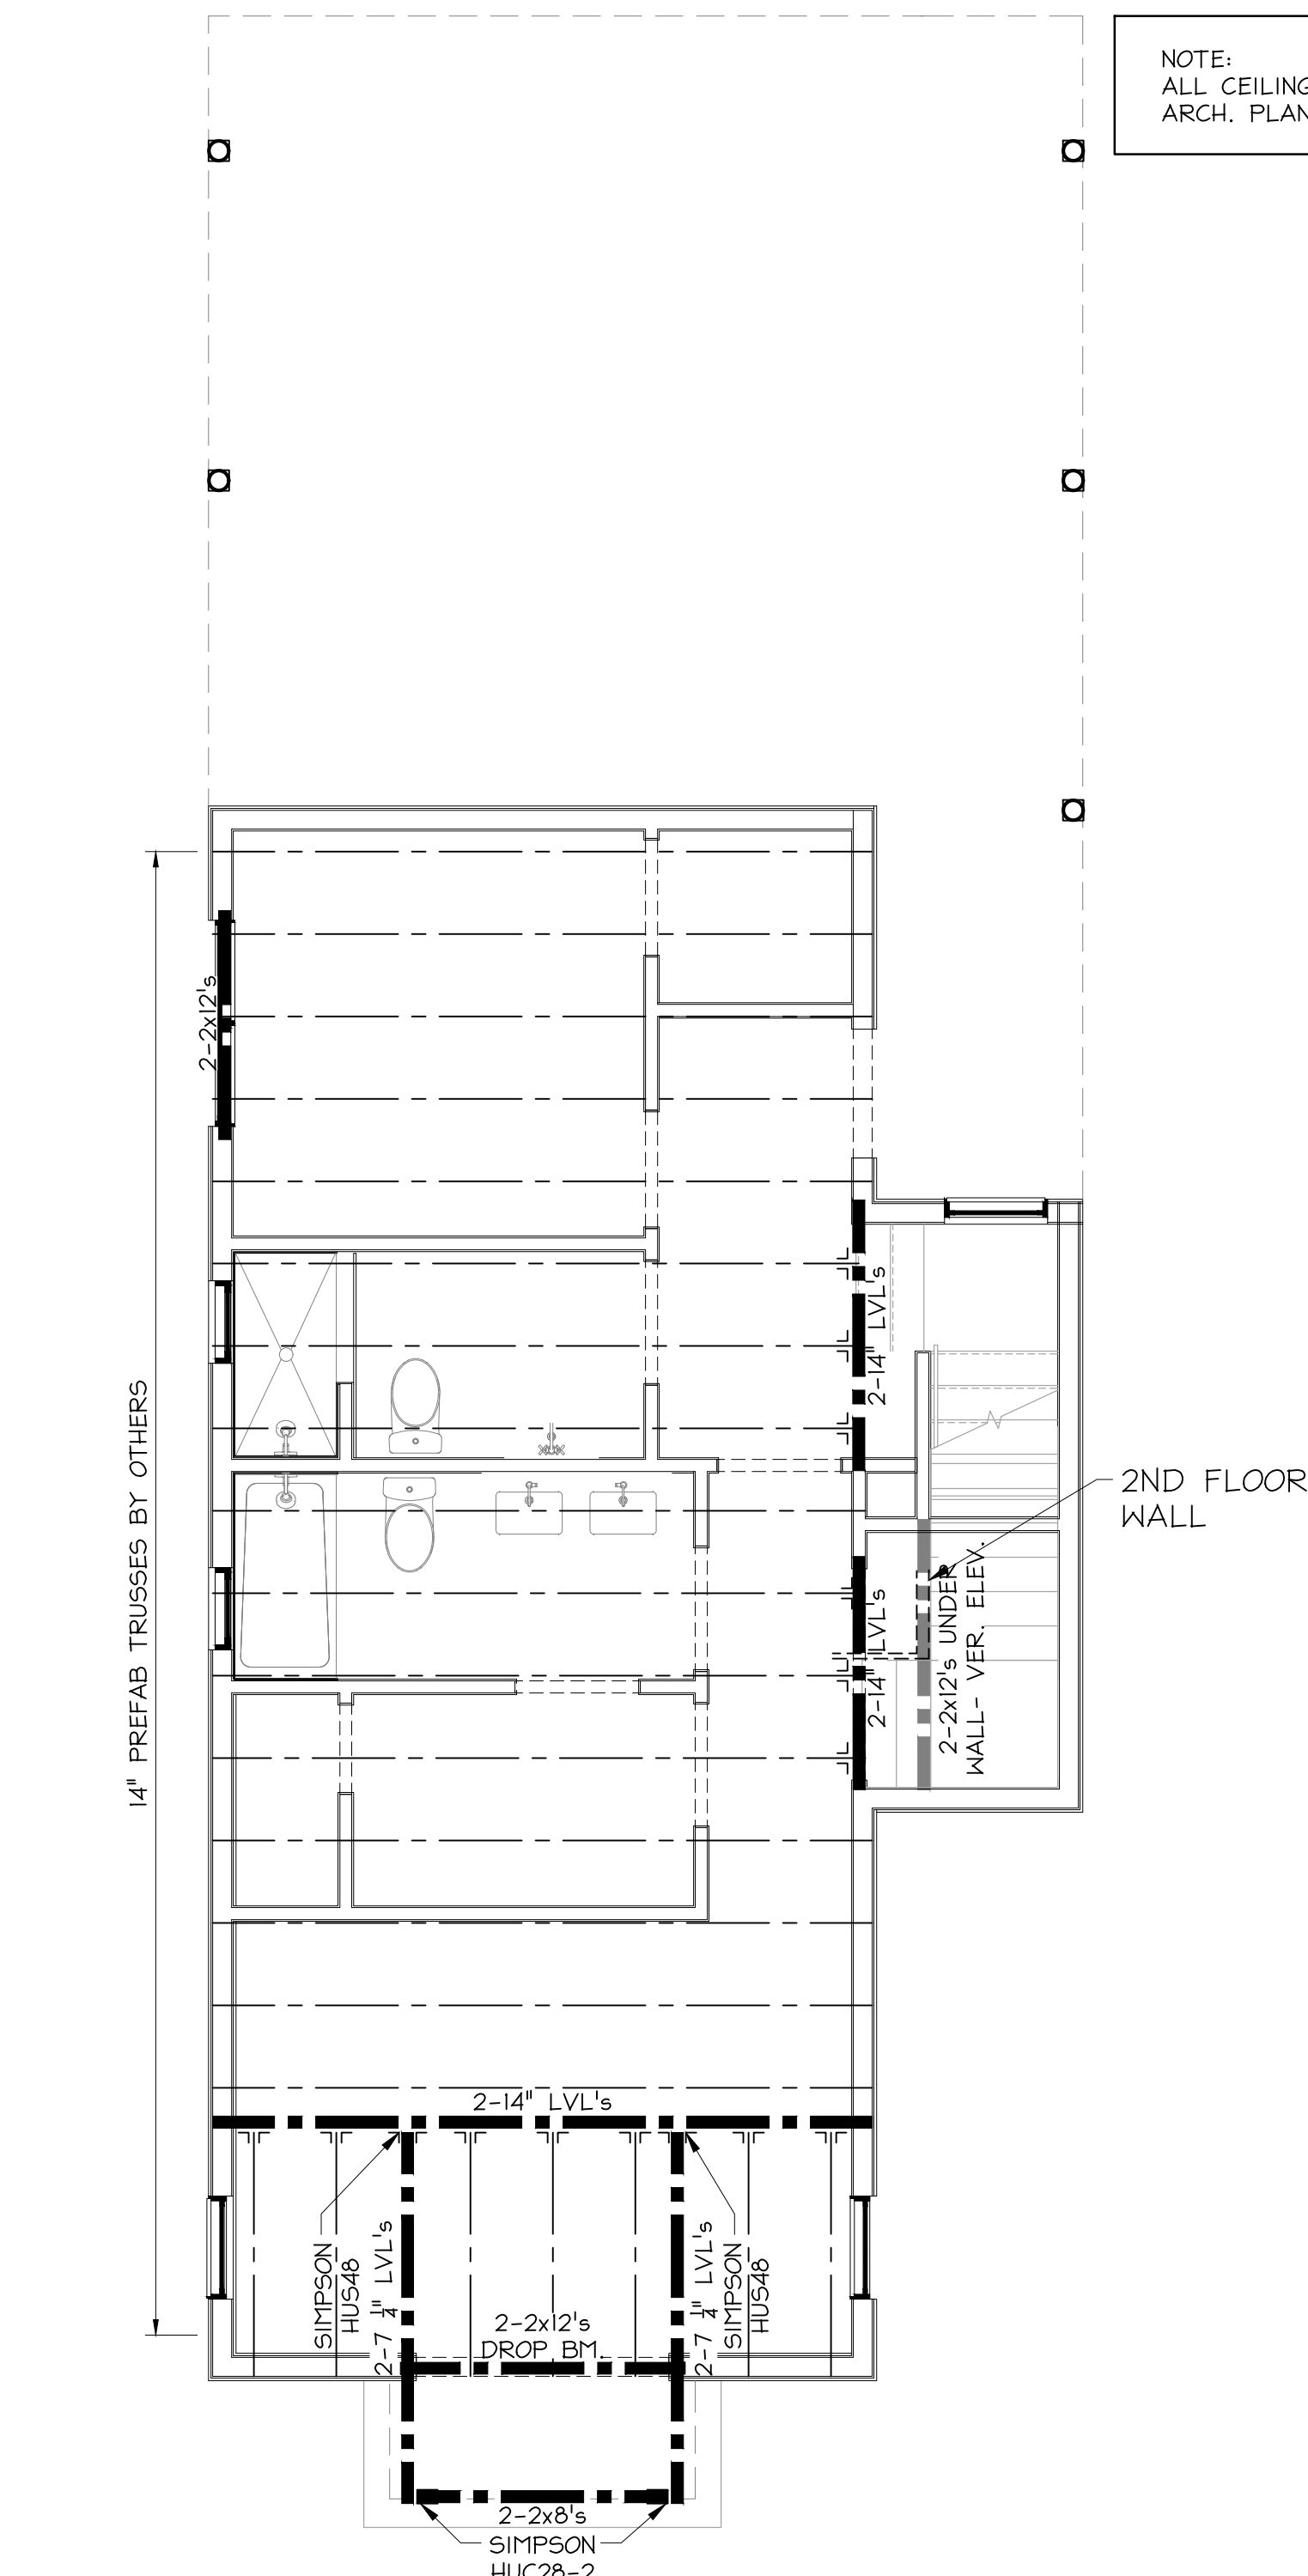 NOTE:
ALL CEILING
ARCH. PLAN
2-2x12's
2-14" LVL's
14" PREFAB TRUSSES BY OTHERS
2ND FLOOR
WALL
2-14" LVL's
2-2x12's UNDER
WALL- VER. ELEV.
2-14" LVL's
SIMPSON
HUS48
2-7 1/4" LVL's
2-7 1/4" LVL's
SIMPSON
HUS48
2-2x12's
DROP BM.
2-2x8's
SIMPSON
HUC28-2